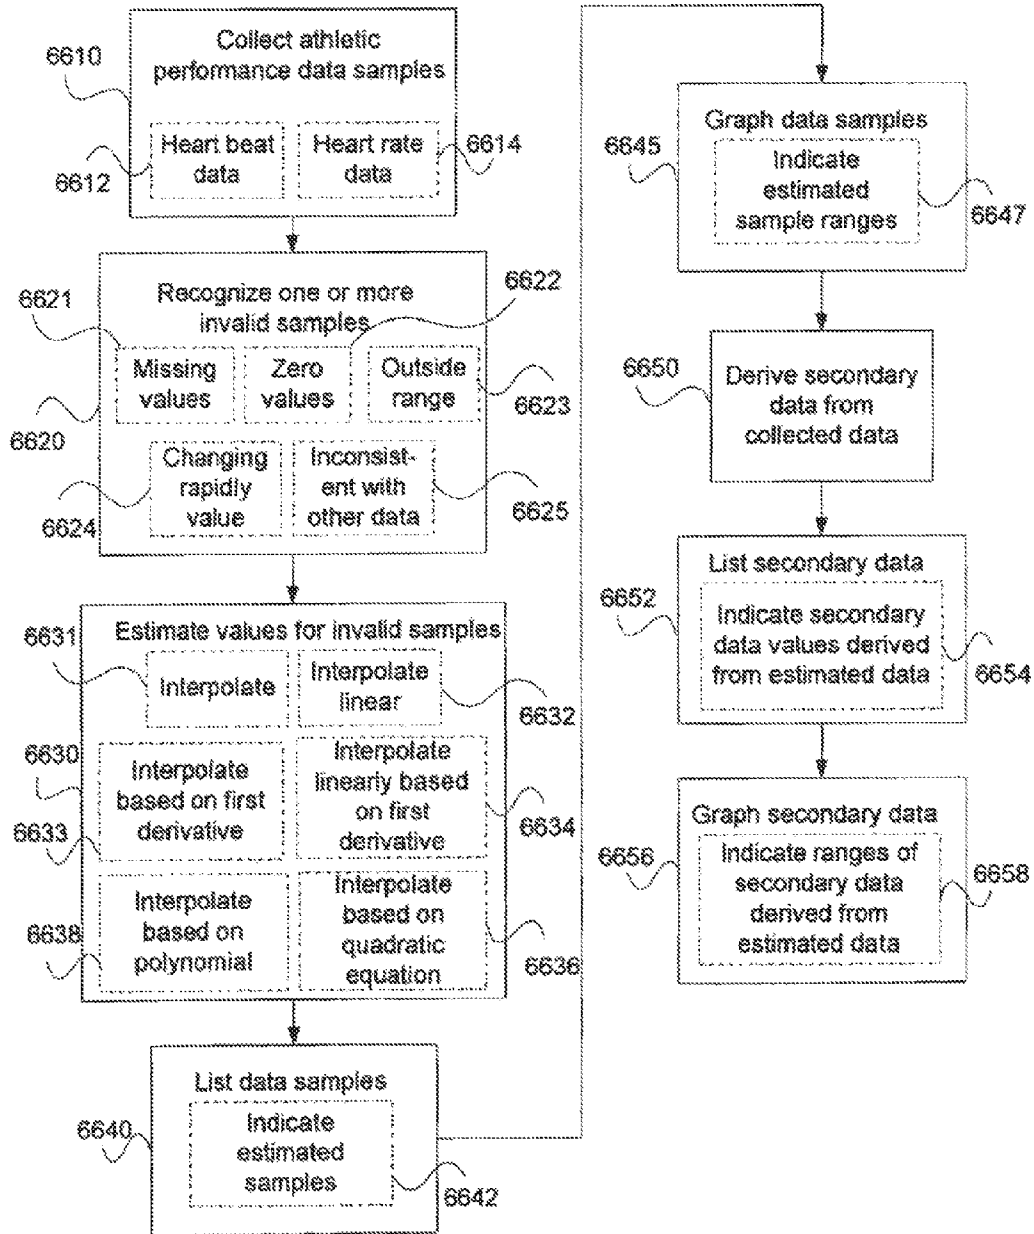 Collect athletic
performance data samples
6610
Heart beat
data
Heart rate
data
6612
6614
Recognize one or more
invalid samples
6621
6622
Missing
values
Zero
values
Outside
range
6620
6623
Changing
rapidly
value
Inconsist-
ent with
other data
6624
6625
Estimate values for invalid samples
6631
Interpolate
Interpolate
linear
6632
6630
Interpolate
based on first
derivative
Interpolate
linearly based
on first
derivative
6633
6634
Interpolate
based on
polynomial
Interpolate
based on
quadratic
equation
6638
6636
List data samples
Indicate
estimated
samples
6640
6642
Graph data samples
6645
Indicate
estimated
sample ranges
6647
6650
Derive secondary
data from
collected data
List secondary data
6652
Indicate secondary
data values derived
from estimated data
6654
Graph secondary data
6656
Indicate ranges of
secondary data
derived from
estimated data
6658